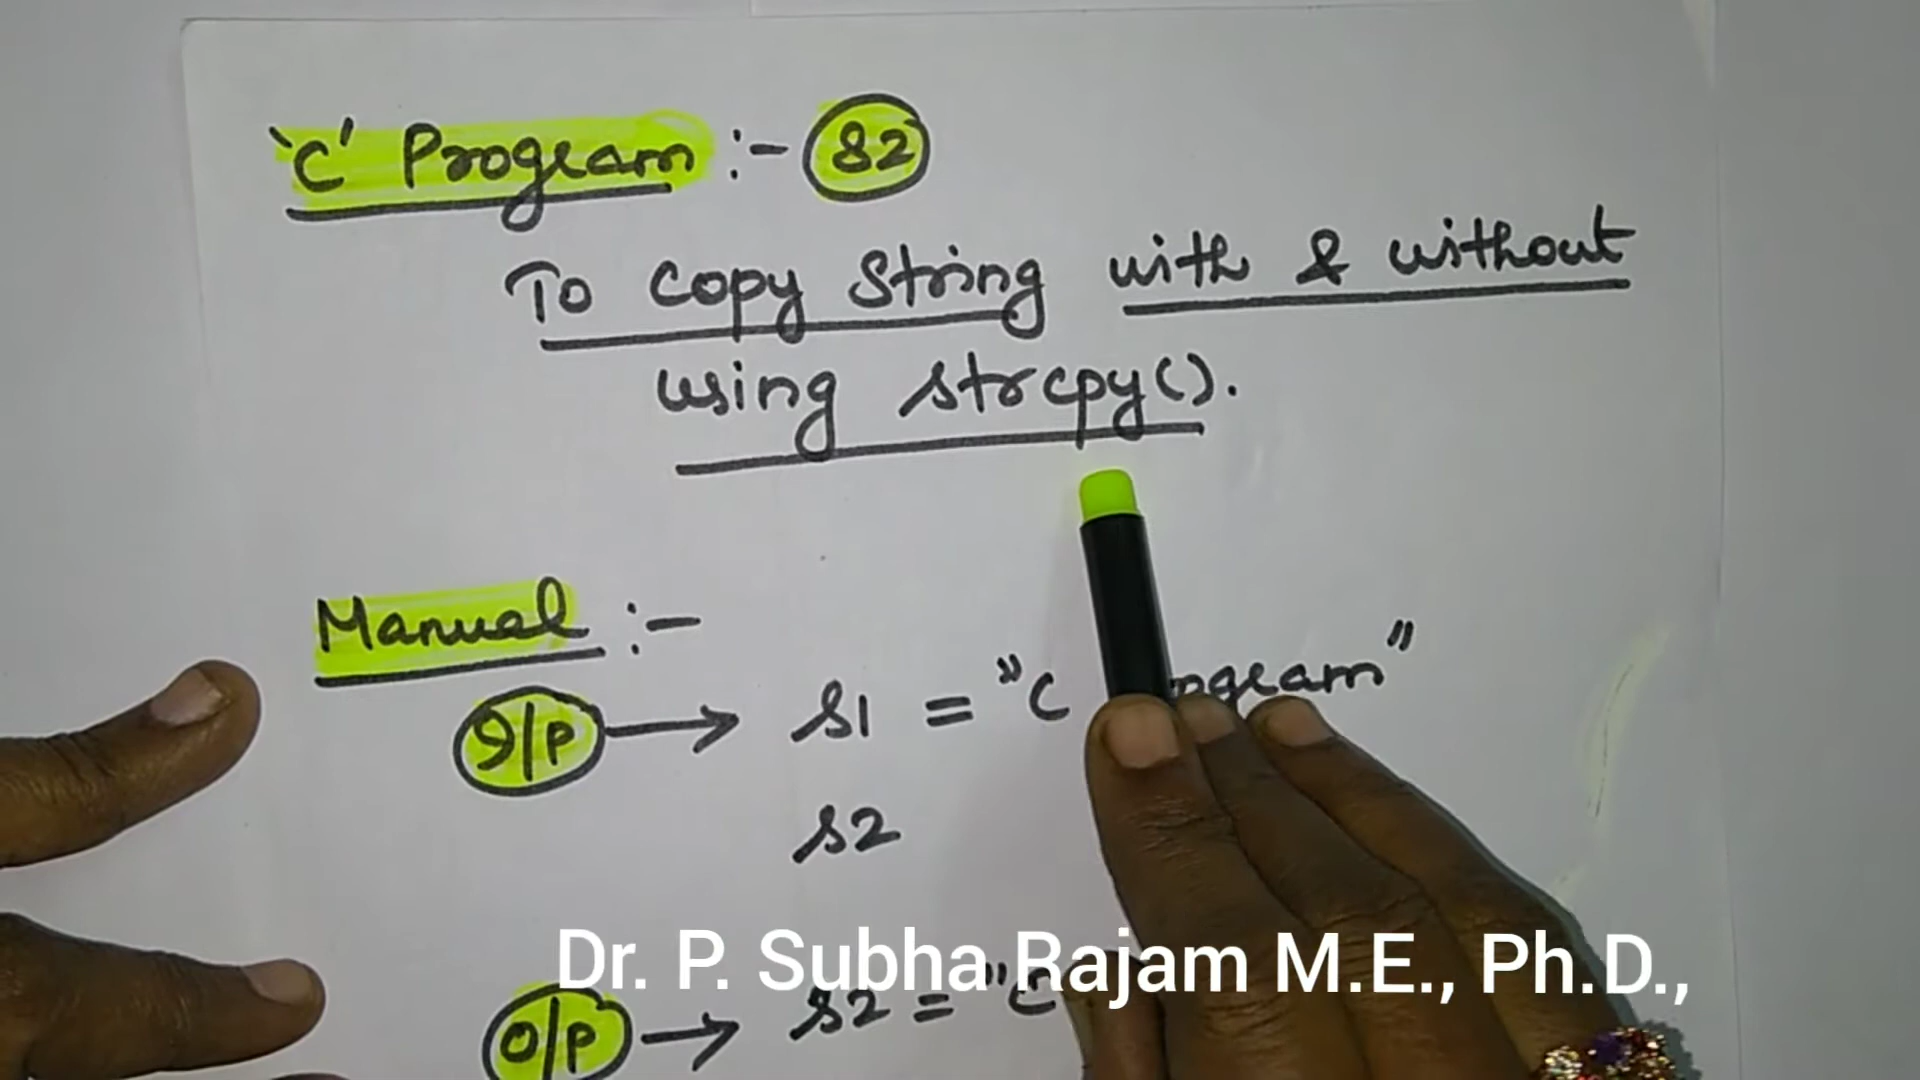 'C' Program :- 82
To copy string with & without
using strcpy().
Manual :-
I/P → s1 = "C
s2
Dr. P. Subha Rajam M.E., Ph.D.,
O/P → s2 = "C